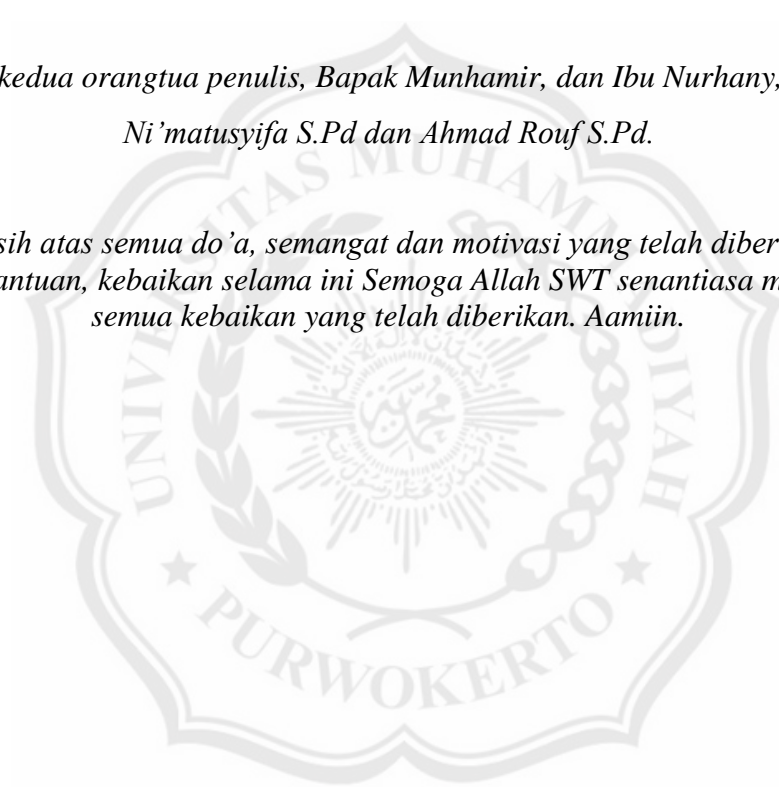 kedua orangtua penulis, Bapak Munhamir, dan Ibu Nurhany,
Ni’matusyifa S.Pd dan Ahmad Rouf S.Pd.
sih atas semua do’a, semangat dan motivasi yang telah diber
antuan, kebaikan selama ini Semoga Allah SWT senantiasa m
semua kebaikan yang telah diberikan. Aamiin.
UNIVERSITAS MUHAMMADIYAH
PURWOKERTO